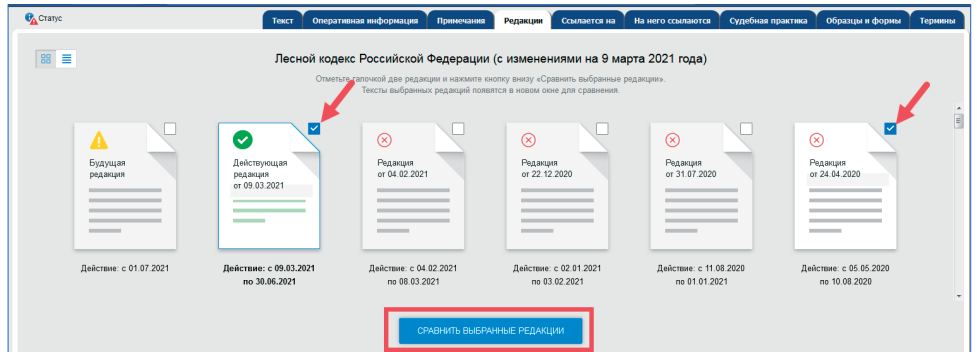 Статус
Текст
Оперативная информация
Примечания
Редакции
Ссылается на
На него ссылаются
Судебная практика
Образцы и формы
Термины
Лесной кодекс Российской Федерации (с изменениями на 9 марта 2021 года)
Отметьте галочкой две редакции и нажмите кнопку внизу «Сравнить выбранные редакции».
Тексты выбранных редакций появятся в новом окне для сравнения.
Будущая
редакция
Действие: с 01.07.2021
Действующая
редакция
от 09.03.2021
Действие: с 09.03.2021
по 30.06.2021
Редакция
от 04.02.2021
Действие: с 04.02.2021
по 08.03.2021
Редакция
от 22.12.2020
Действие: с 02.01.2021
по 03.02.2021
Редакция
от 31.07.2020
Действие: с 11.08.2020
по 01.01.2021
Редакция
от 24.04.2020
Действие: с 05.05.2020
по 10.08.2020
СРАВНИТЬ ВЫБРАННЫЕ РЕДАКЦИИ